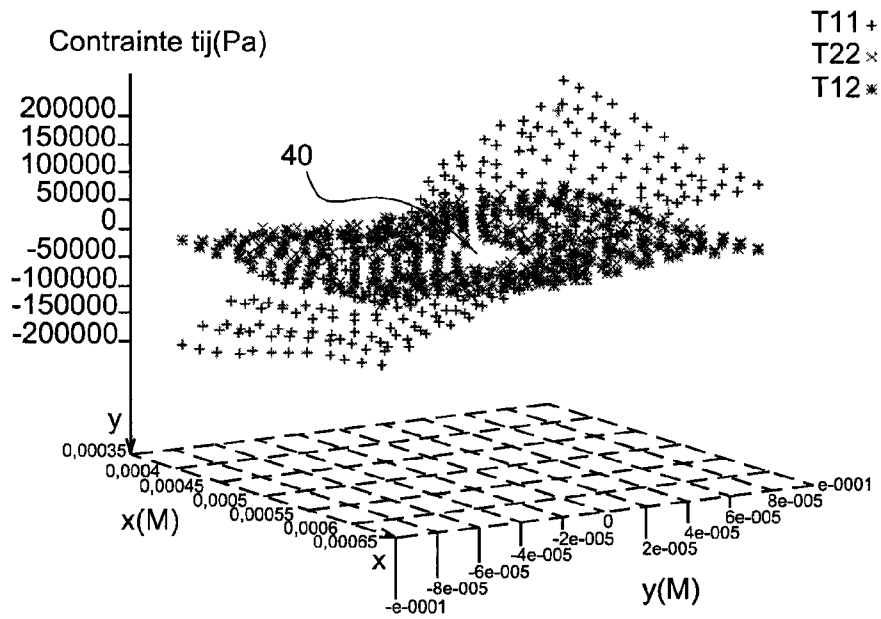 Contrainte tij(Pa)
T11 +
T22 ×
T12 ✳
200000
150000
100000
50000
0
-50000
-100000
-150000
-200000
40
y
0,00035
0,0004
0,00045
0,0005
0,00055
0,0006
0,00065
x(M)
x
-e-0001
-8e-005
-6e-005
-4e-005
-2e-005
0
2e-005
4e-005
6e-005
8e-005
e-0001
y(M)